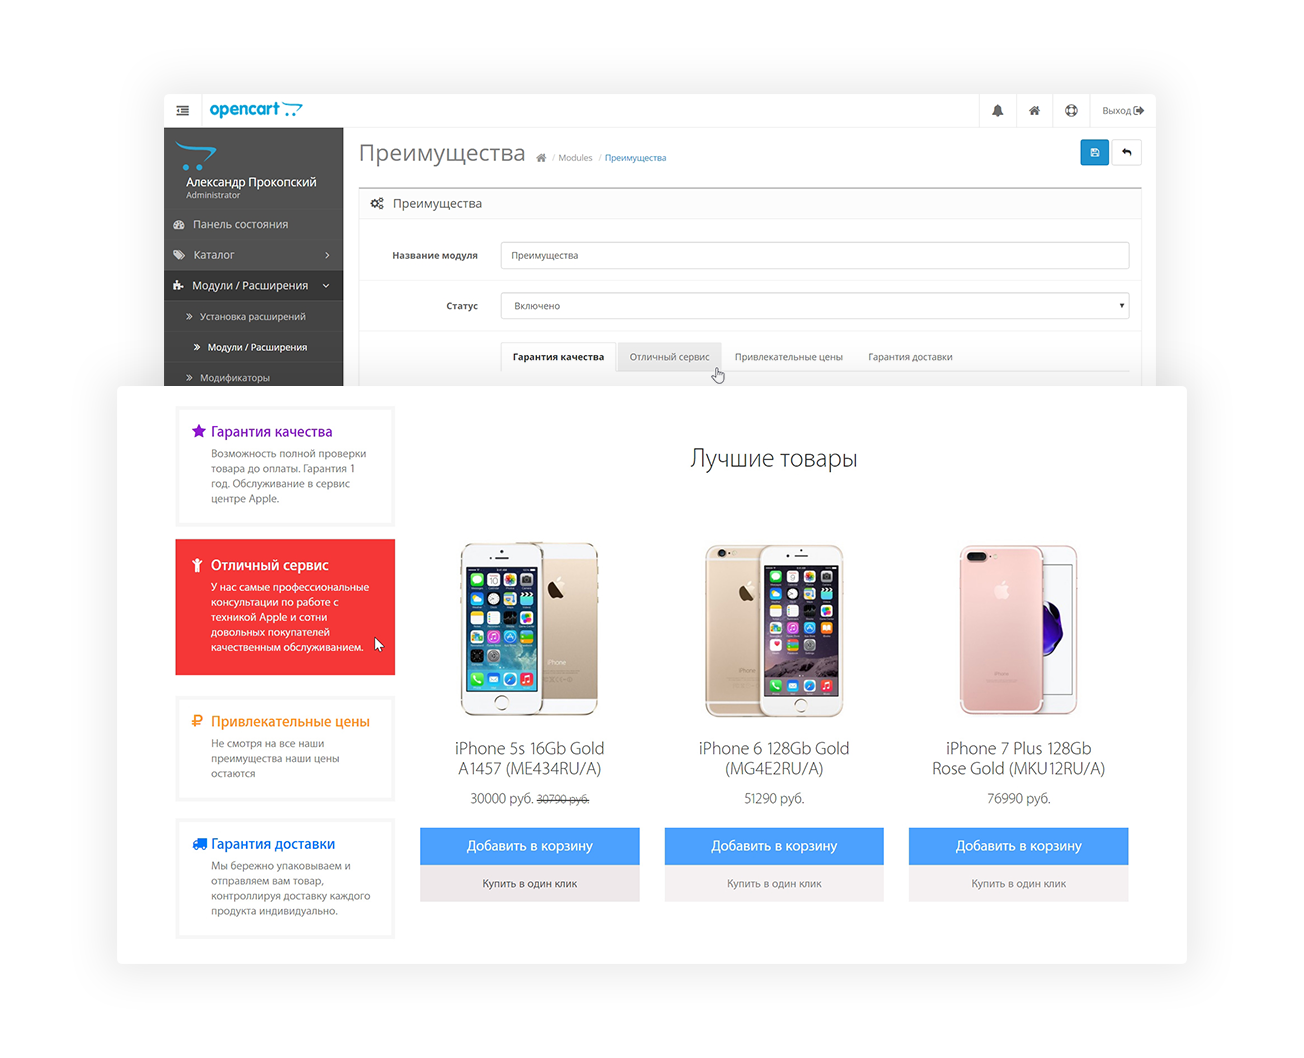 opencart
Выход
Александр Прокопский
Administrator
Панель состояния
Каталог
Модули / Расширения
Установка расширений
Модули / Расширения
Модификаторы
Преимущества
/ Modules / Преимущества
Преимущества
Название модуля
Преимущества
Статус
Включено
Гарантия качества
Отличный сервис
Привлекательные цены
Гарантия доставки
Гарантия качества
Возможность полной проверки
товара до оплаты. Гарантия 1
год. Обслуживание в сервис
центре Apple.
Отличный сервис
У нас самые профессиональные
консультации по работе с
техникой Apple и сотни
довольных покупателей
качественным обслуживанием.
Привлекательные цены
Не смотря на все наши
преимущества наши цены
остаются
Гарантия доставки
Мы бережно упаковываем и
отправляем вам товар,
контролируя доставку каждого
продукта индивидуально.
Лучшие товары
iPhone 5s 16Gb Gold
A1457 (ME434RU/A)
30000 руб. 30790 руб.
Добавить в корзину
Купить в один клик
iPhone 6 128Gb Gold
(MG4E2RU/A)
51290 руб.
Добавить в корзину
Купить в один клик
iPhone 7 Plus 128Gb
Rose Gold (MKU12RU/A)
76990 руб.
Добавить в корзину
Купить в один клик